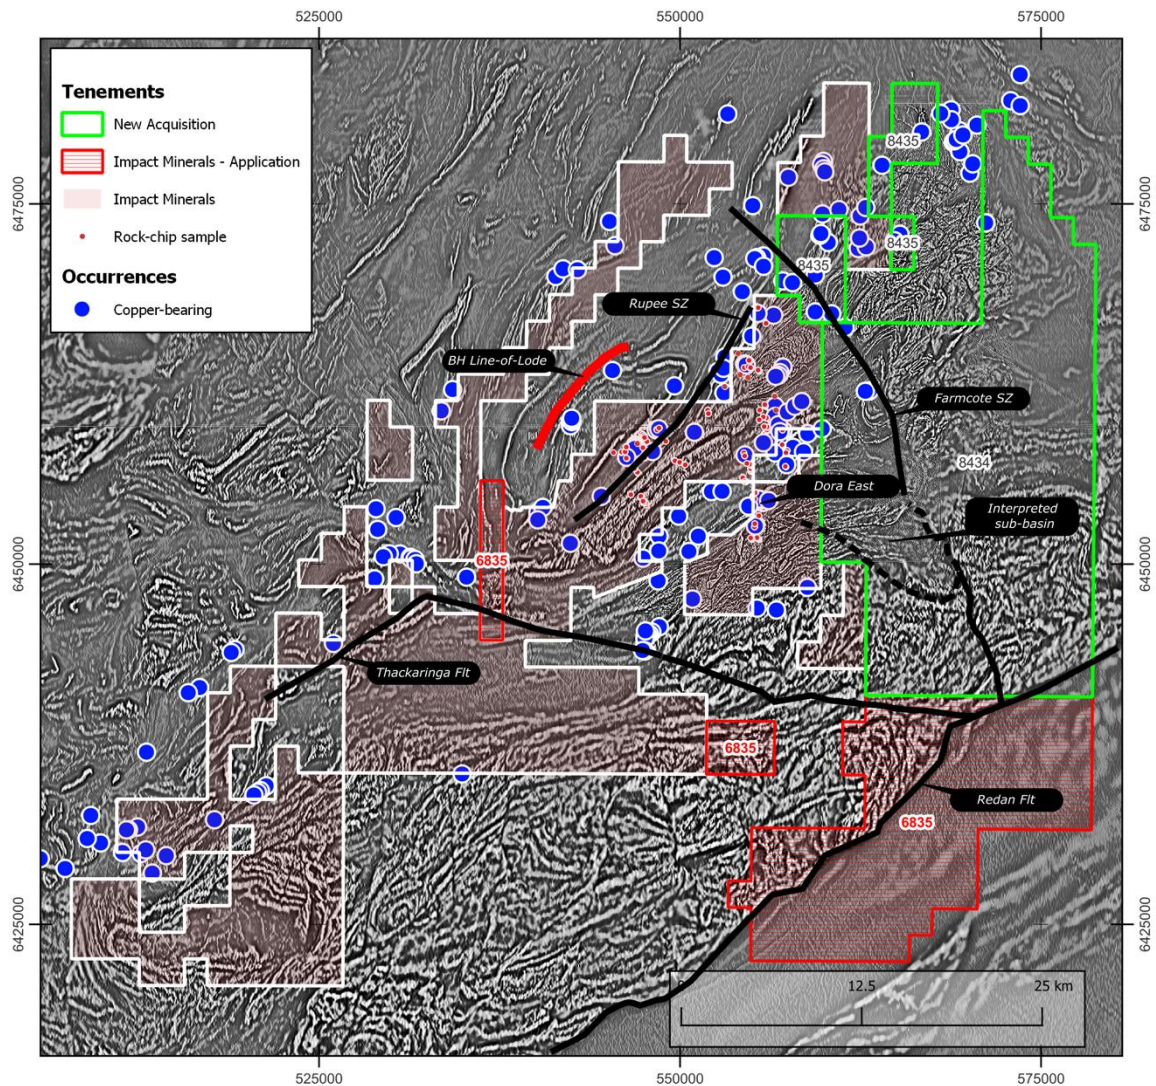 525000
550000
575000
Tenements
New Acquisition
Impact Minerals - Application
Impact Minerals
Rock-chip sample
Occurrences
Copper-bearing
6475000
6475000
8435
8435
8435
Rupee SZ
BH Line-of-Lode
Farmcote SZ
8434
Dora East
Interpreted
sub-basin
6450000
6450000
6835
Thackaringa Flt
6835
Redan Flt
6835
6425000
6425000
0
12.5
25 km
525000
550000
575000